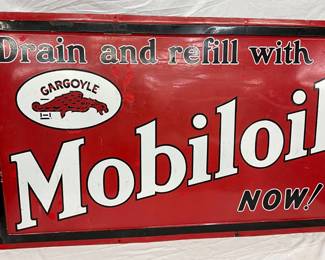 Drain and refill with
GARGOYLE
Mobiloil
NOW!